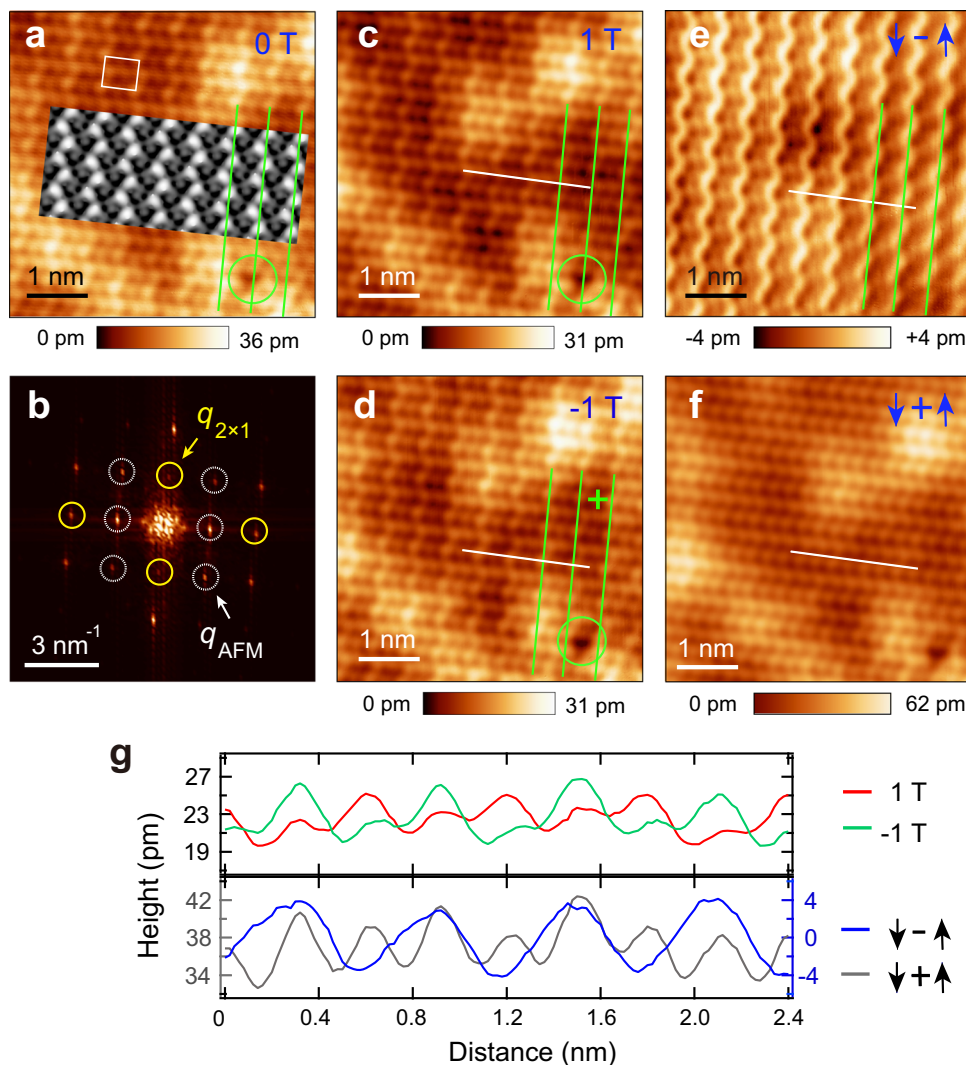 a
0 T
1 nm
0 pm 36 pm
b
q2×1
qAFM
3 nm-1
c
1 T
1 nm
0 pm 31 pm
d
-1 T
+
1 nm
0 pm 31 pm
e
↓-↑
1 nm
-4 pm +4 pm
f
↓+↑
1 nm
0 pm 62 pm
g
Height (pm)
27
23
19
42
38
34
4
0
-4
0 0.4 0.8 1.2 1.6 2.0 2.4
Distance (nm)
1 T
-1 T
↓-↑
↓+↑